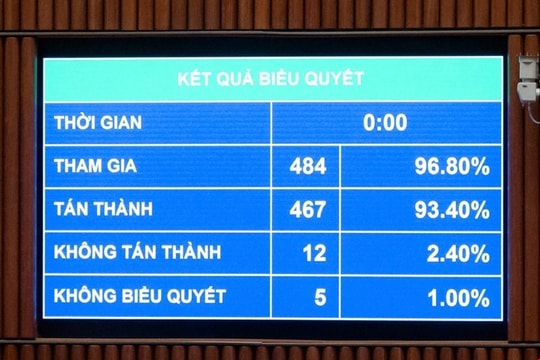 KẾT QUẢ BIỂU QUYẾT
THỜI GIAN 0:00
THAM GIA 484 96.80%
TÁN THÀNH 467 93.40%
KHÔNG TÁN THÀNH 12 2.40%
KHÔNG BIỂU QUYẾT 5 1.00%